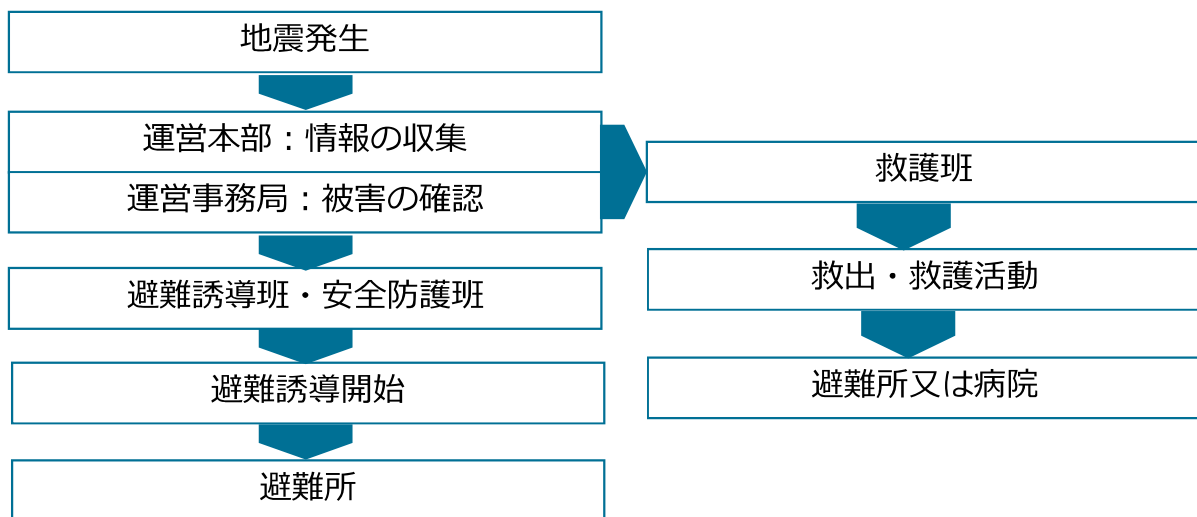 地震発生
運営本部：情報の収集
運営事務局：被害の確認
避難誘導班・安全防護班
避難誘導開始
避難所
救護班
救出・救護活動
避難所又は病院